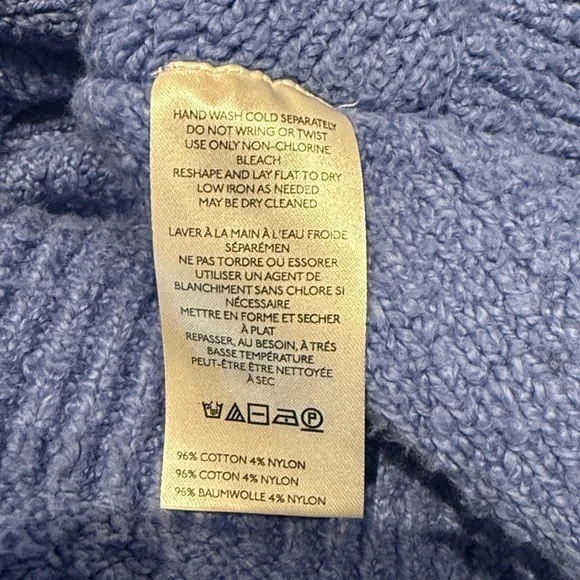 HAND WASH COLD SEPARATELY
DO NOT WRING OR TWIST
USE ONLY NON-CHLORINE
BLEACH
RESHAPE AND LAY FLAT TO DRY
LOW IRON AS NEEDED
MAY BE DRY CLEANED
LAVER À LA MAIN À L'EAU FROIDE
SÉPARÉMEN
NE PAS TORDRE OU ESSORER
UTILISER UN AGENT DE
BLANCHIMENT SANS CHLORE SI
NÉCESSAIRE
METTRE EN FORME ET SECHER
À PLAT
REPASSER, AU BESOIN, À TRÉS
BASSE TEMPÉRATURE
PEUT-ÊTRE ÊTRE NETTOYÉE
À SEC
P
96% COTTON 4% NYLON
96% COTON 4% NYLON
96% BAUMWOLLE 4% NYLON